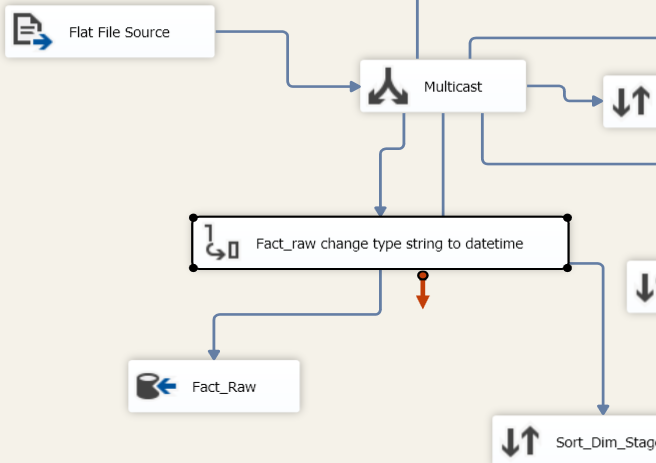 Flat File Source
Multicast
Fact_raw change type string to datetime
Fact_Raw
Sort_Dim_Stag